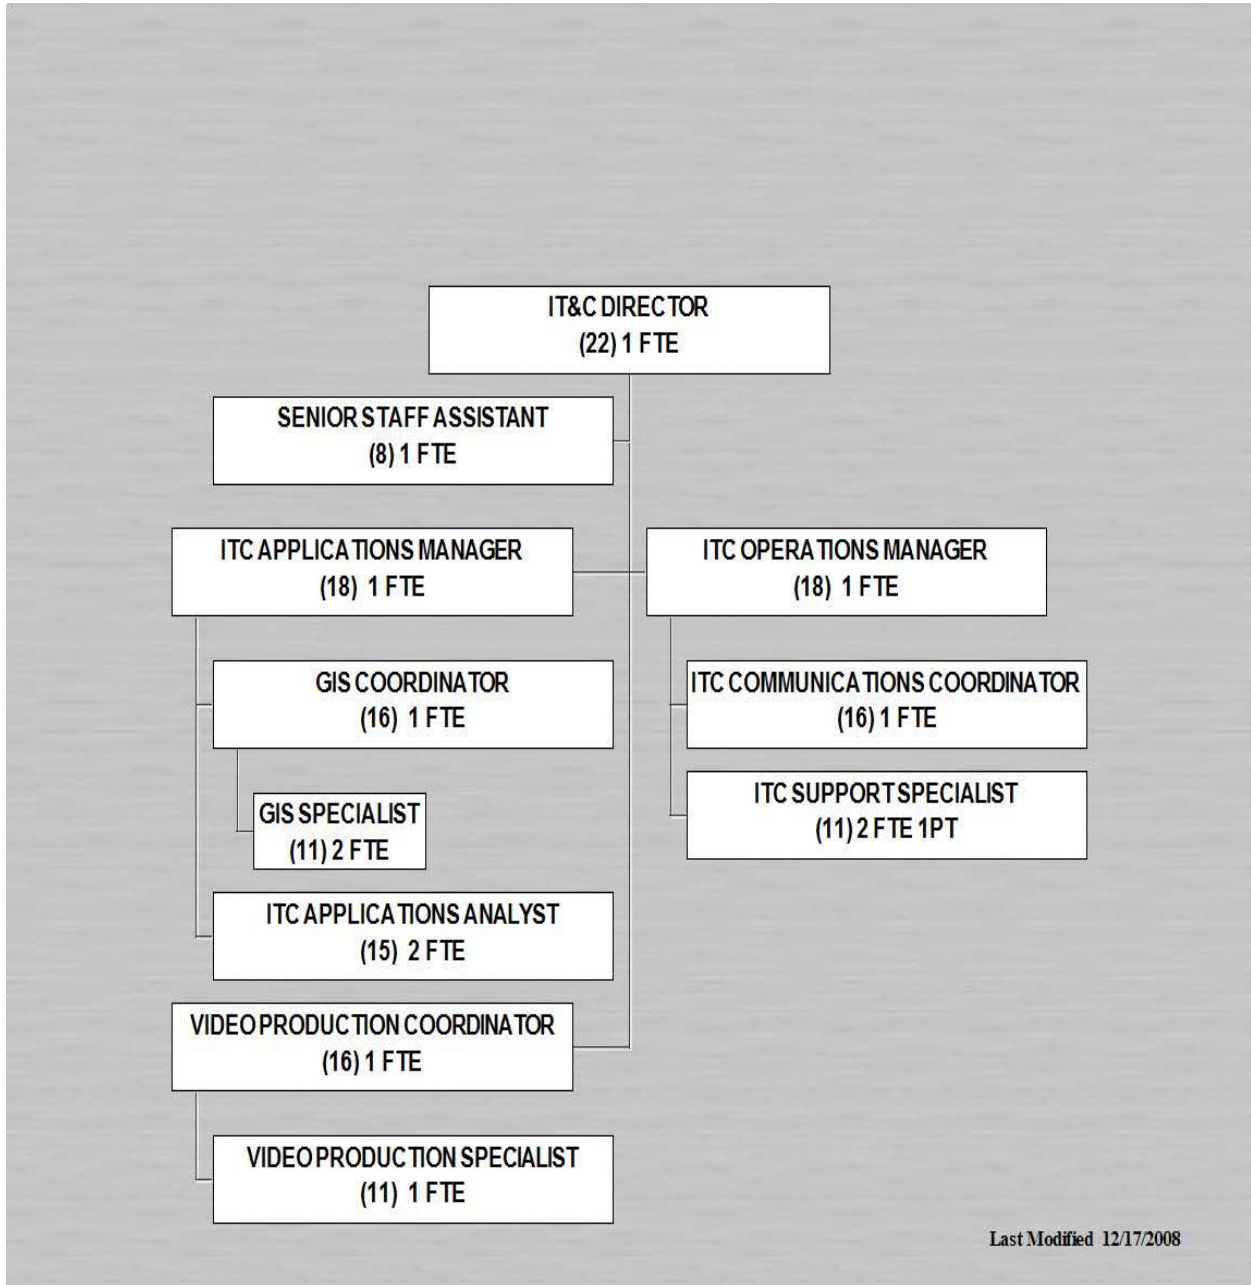 IT&C DIRECTOR
(22) 1 FTE
SENIOR STAFF ASSISTANT
(8) 1 FTE
ITC APPLICATIONS MANAGER
(18) 1 FTE
ITC OPERATIONS MANAGER
(18) 1 FTE
GIS COORDINATOR
(16) 1 FTE
ITC COMMUNICATIONS COORDINATOR
(16) 1 FTE
GIS SPECIALIST
(11) 2 FTE
ITC SUPPORT SPECIALIST
(11) 2 FTE 1PT
ITC APPLICATIONS ANALYST
(15) 2 FTE
VIDEO PRODUCTION COORDINATOR
(16) 1 FTE
VIDEO PRODUCTION SPECIALIST
(11) 1 FTE
Last Modified 12/17/2008